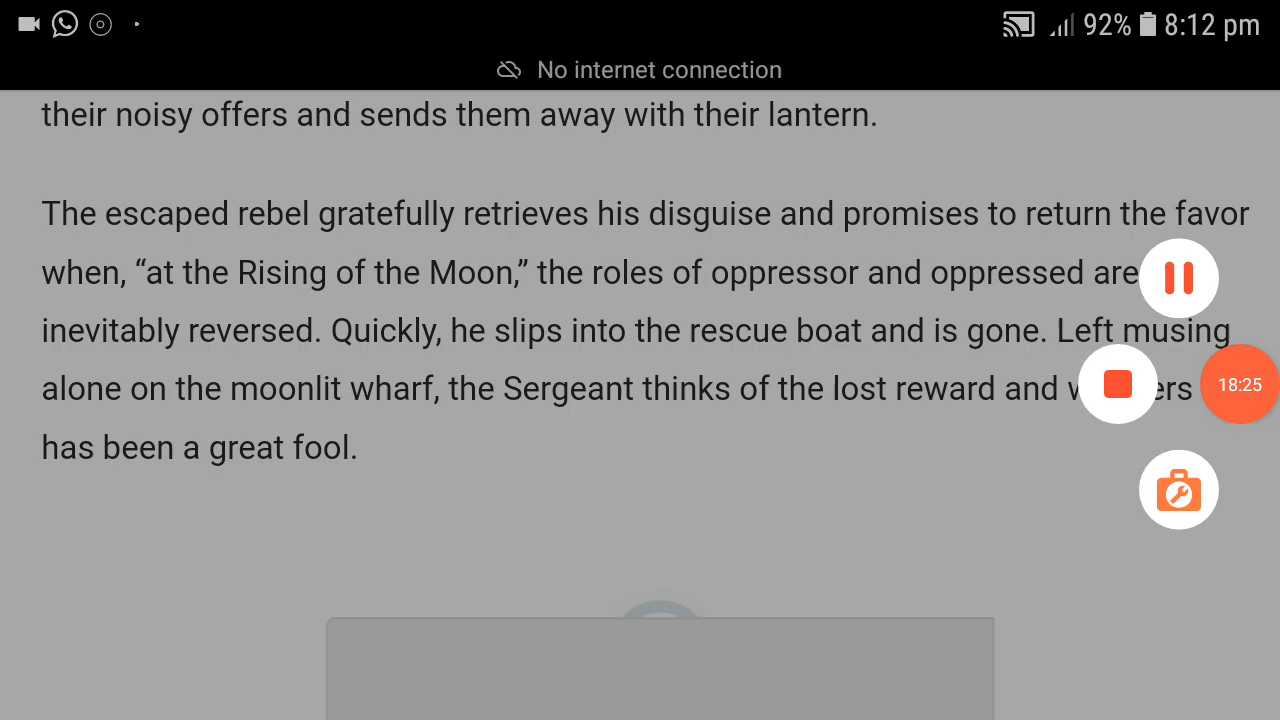 92% 8:12 pm
No internet connection
their noisy offers and sends them away with their lantern.
The escaped rebel gratefully retrieves his disguise and promises to return the favor
when, “at the Rising of the Moon,” the roles of oppressor and oppressed are
inevitably reversed. Quickly, he slips into the rescue boat and is gone. Left musing
alone on the moonlit wharf, the Sergeant thinks of the lost reward and
18:25
has been a great fool.